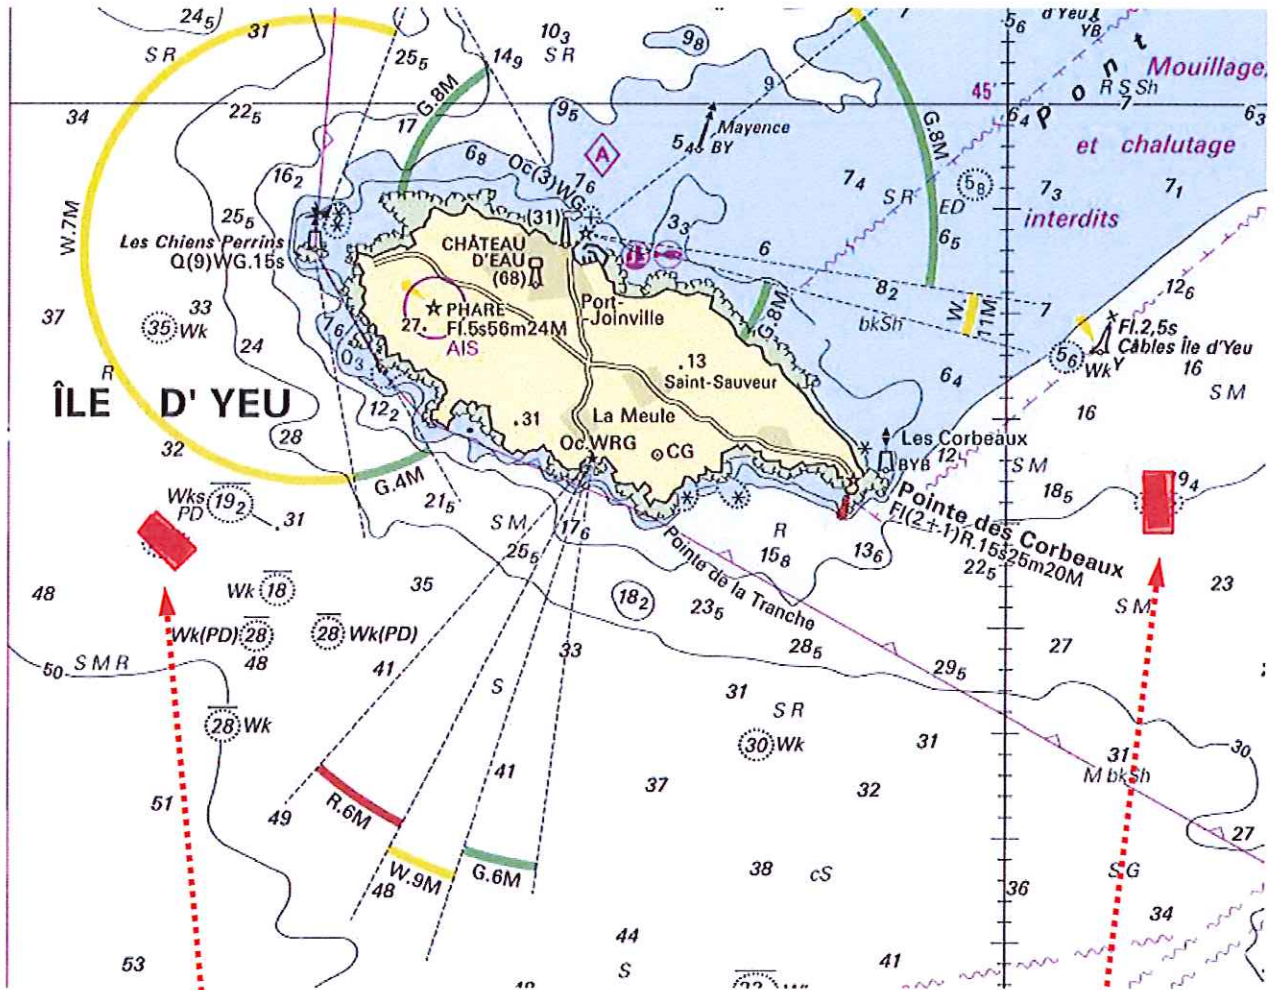 24₅
31
S R
25₅
10₃
S R
14₉
9₈
7
5₆
d'Yeu
YB
Pont
Mouillage,
R S Sh
7
6₃
45'
6₄
9
34
22₅
17
G.8M
9₅
5₄
Mayence
BY
G.8M
et chalutage
A
6₈
Oc(3)WG
7₆
7₄
S R
ED
5₈
7₃
7₁
interdits
16₂
25₅
W.7M
Les Chiens Perrins
Q(9)WG.15s
(31)
3₃
6
6₅
CHÂTEAU
D'EAU
(68)
Port-
Joinville
G.8M
8₂
bkSh
W.
11M
7
12₆
37
33
35 Wk
24
R
7₆
0₃
27
PHARE
Fl.5s56m24M
AIS
13
Saint-Sauveur
6₄
Fl.2,5s
Câbles Île d'Yeu
5₆
Wk
Y
16
S M
ÎLE D'YEU
12₂
28
32
31
La Meule
Oc.WRG
CG
16
Les Corbeaux
BYB
12
S M
G.4M
21₅
18₅
9₄
Pointe des Corbeaux
Fl(2+1)R.15s25m20M
Wks
PD
19₂
31
S M
17₆
25₅
R
15₈
13₆
22₅
23
S M
Pointe de la Tranche
48
Wk 18
35
18₂
23₅
Wk(PD) 28
28 Wk(PD)
48
41
33
28₅
27
29₅
50
S M R
S
31
S R
28 Wk
30 Wk
31
31
M bkSh
30
27
51
49
R.6M
41
37
32
W.9M
48
G.6M
38
cS
36
S G
34
53
44
S
41